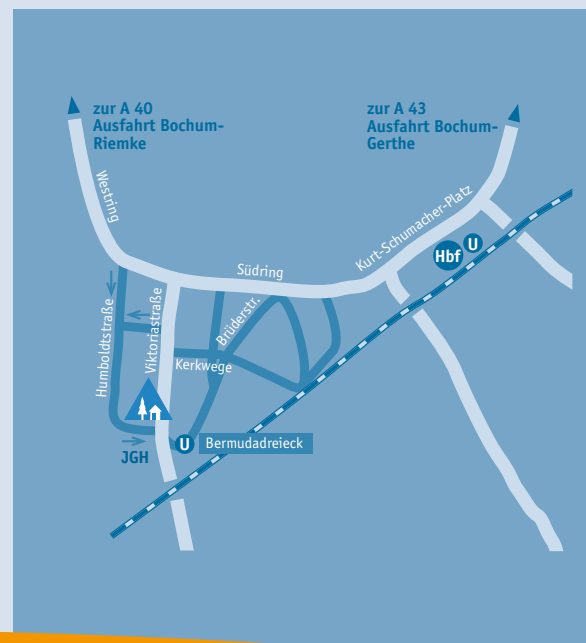 zur A 40
Ausfahrt Bochum-
Riemke
zur A 43
Ausfahrt Bochum-
Gerthe
Westring
Kurt-Schumacher-Platz
U
Hbf
Südring
Humboldtstraße
Viktoriastraße
Brüderstr.
Kerkwege
U
Bermudadreieck
JGH